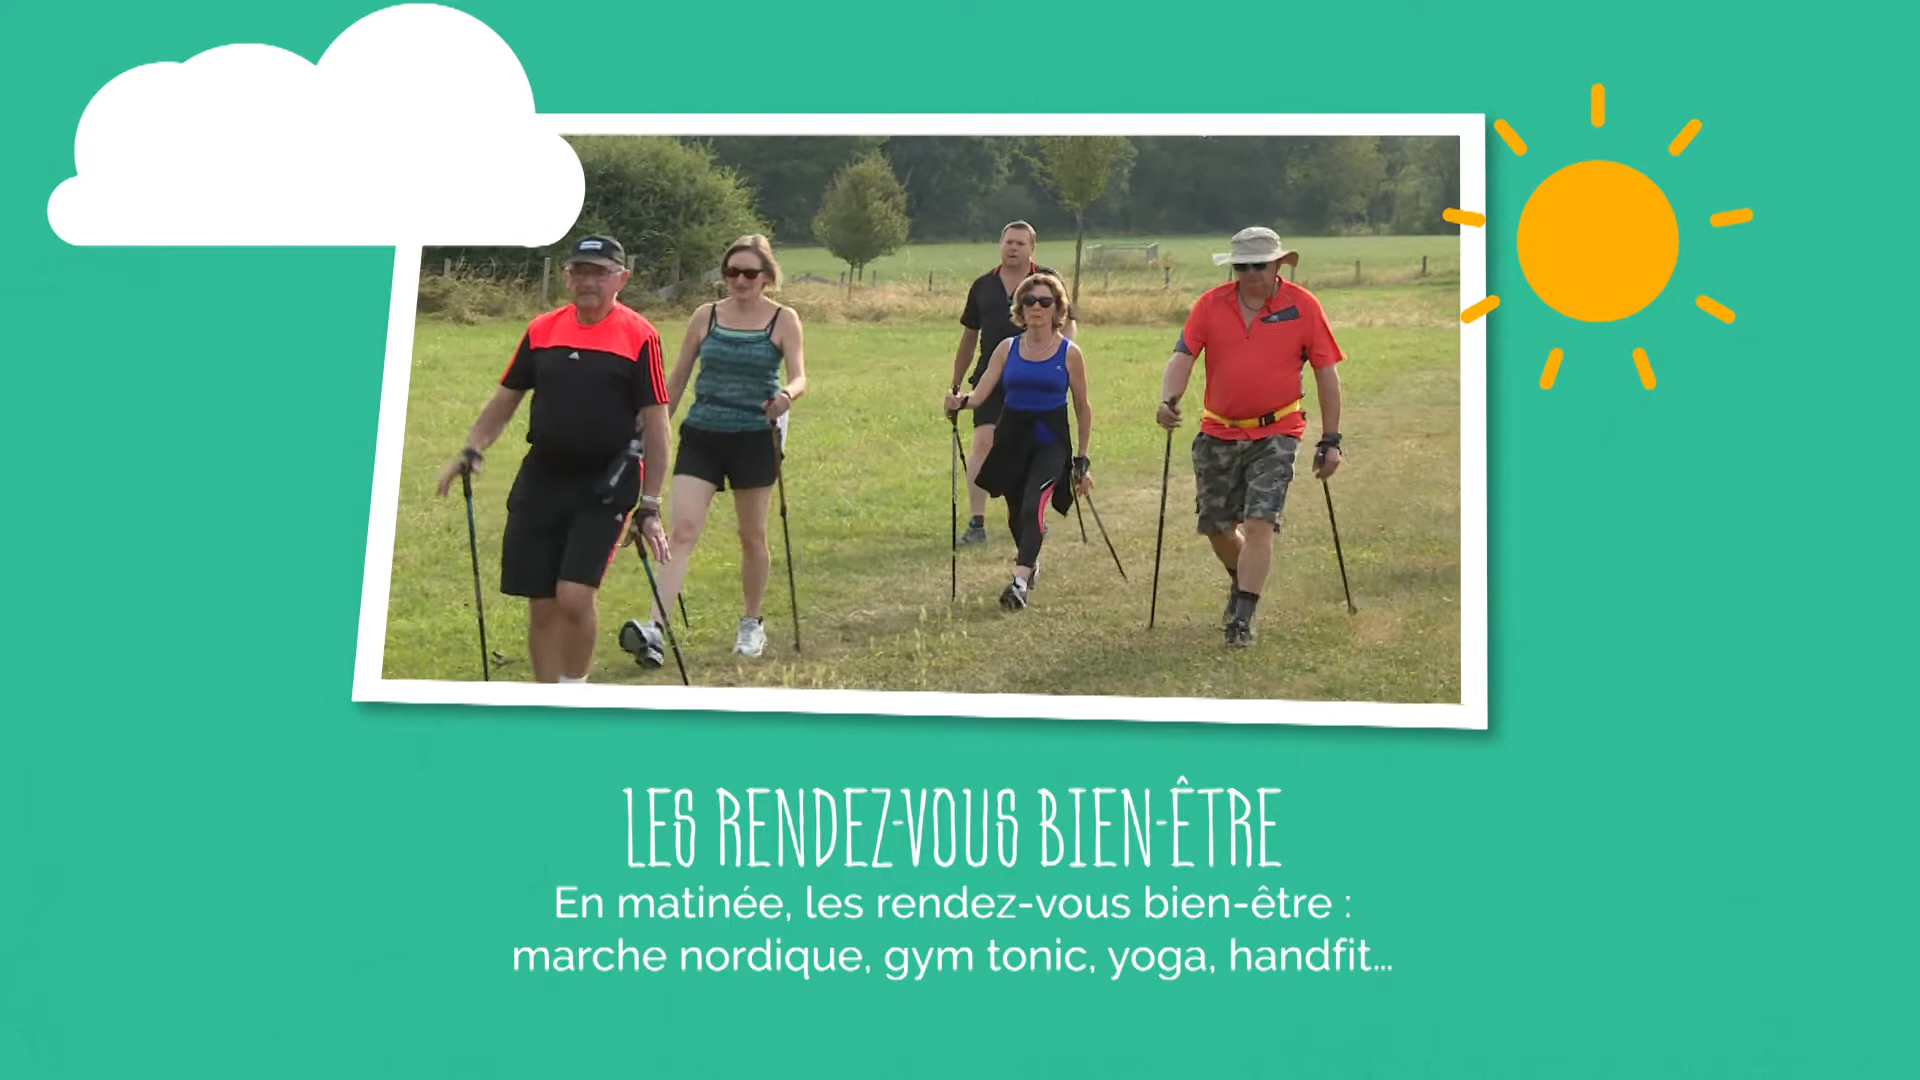 LES RENDEZ-VOUS BIEN-ÊTRE
En matinée, les rendez-vous bien-être :
marche nordique, gym tonic, yoga, handfit...